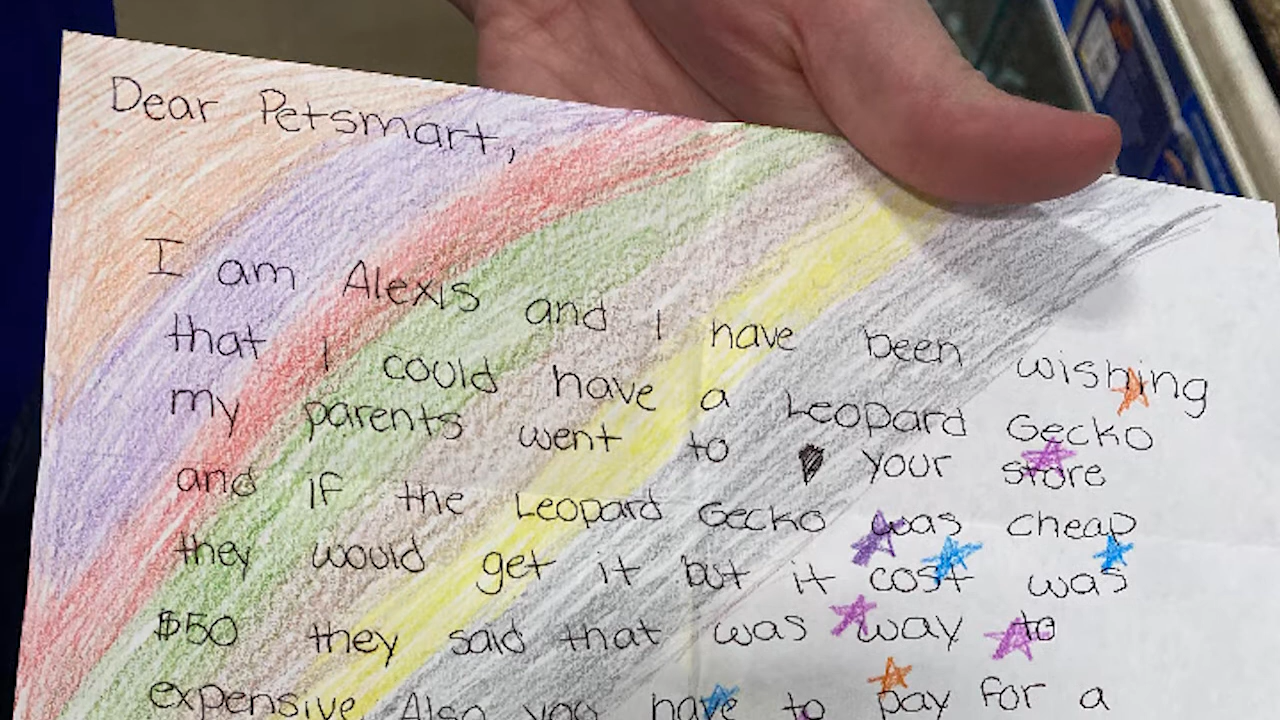 Dear Petsmart,
I am Alexis and I have been wishing
that I could have a Leopard Gecko
my parents went to your store
and if the Leopard Gecko was cheap
they would get it but it cost was
$50 they said that was way to
expensive Also you have to pay for a